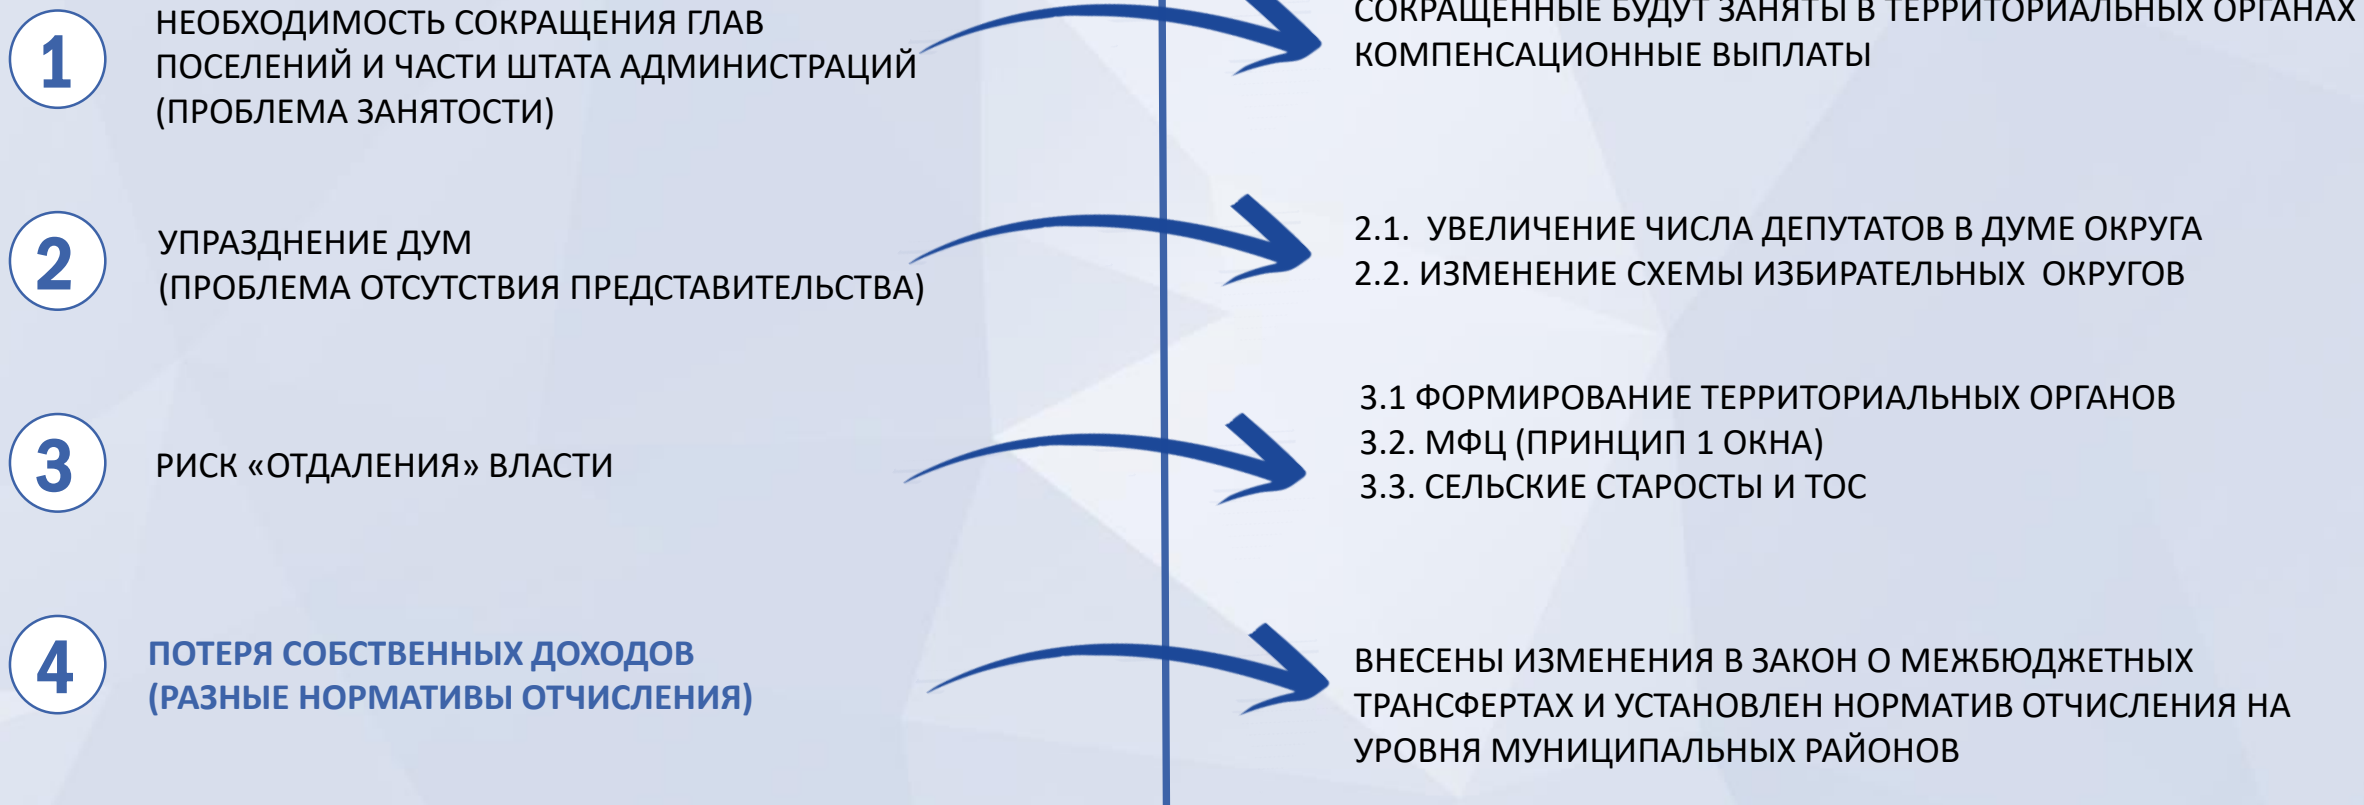 1
НЕОБХОДИМОСТЬ СОКРАЩЕНИЯ ГЛАВ
ПОСЕЛЕНИЙ И ЧАСТИ ШТАТА АДМИНИСТРАЦИЙ
(ПРОБЛЕМА ЗАНЯТОСТИ)
СОКРАЩЕННЫЕ БУДУТ ЗАНЯТЫ В ТЕРРИТОРИАЛЬНЫХ ОРГАНАХ
КОМПЕНСАЦИОННЫЕ ВЫПЛАТЫ
2
УПРАЗДНЕНИЕ ДУМ
(ПРОБЛЕМА ОТСУТСТВИЯ ПРЕДСТАВИТЕЛЬСТВА)
2.1. УВЕЛИЧЕНИЕ ЧИСЛА ДЕПУТАТОВ В ДУМЕ ОКРУГА
2.2. ИЗМЕНЕНИЕ СХЕМЫ ИЗБИРАТЕЛЬНЫХ ОКРУГОВ
3
РИСК «ОТДАЛЕНИЯ» ВЛАСТИ
3.1 ФОРМИРОВАНИЕ ТЕРРИТОРИАЛЬНЫХ ОРГАНОВ
3.2. МФЦ (ПРИНЦИП 1 ОКНА)
3.3. СЕЛЬСКИЕ СТАРОСТЫ И ТОС
4
ПОТЕРЯ СОБСТВЕННЫХ ДОХОДОВ
(РАЗНЫЕ НОРМАТИВЫ ОТЧИСЛЕНИЯ)
ВНЕСЕНЫ ИЗМЕНЕНИЯ В ЗАКОН О МЕЖБЮДЖЕТНЫХ
ТРАНСФЕРТАХ И УСТАНОВЛЕН НОРМАТИВ ОТЧИСЛЕНИЯ НА
УРОВНЯ МУНИЦИПАЛЬНЫХ РАЙОНОВ